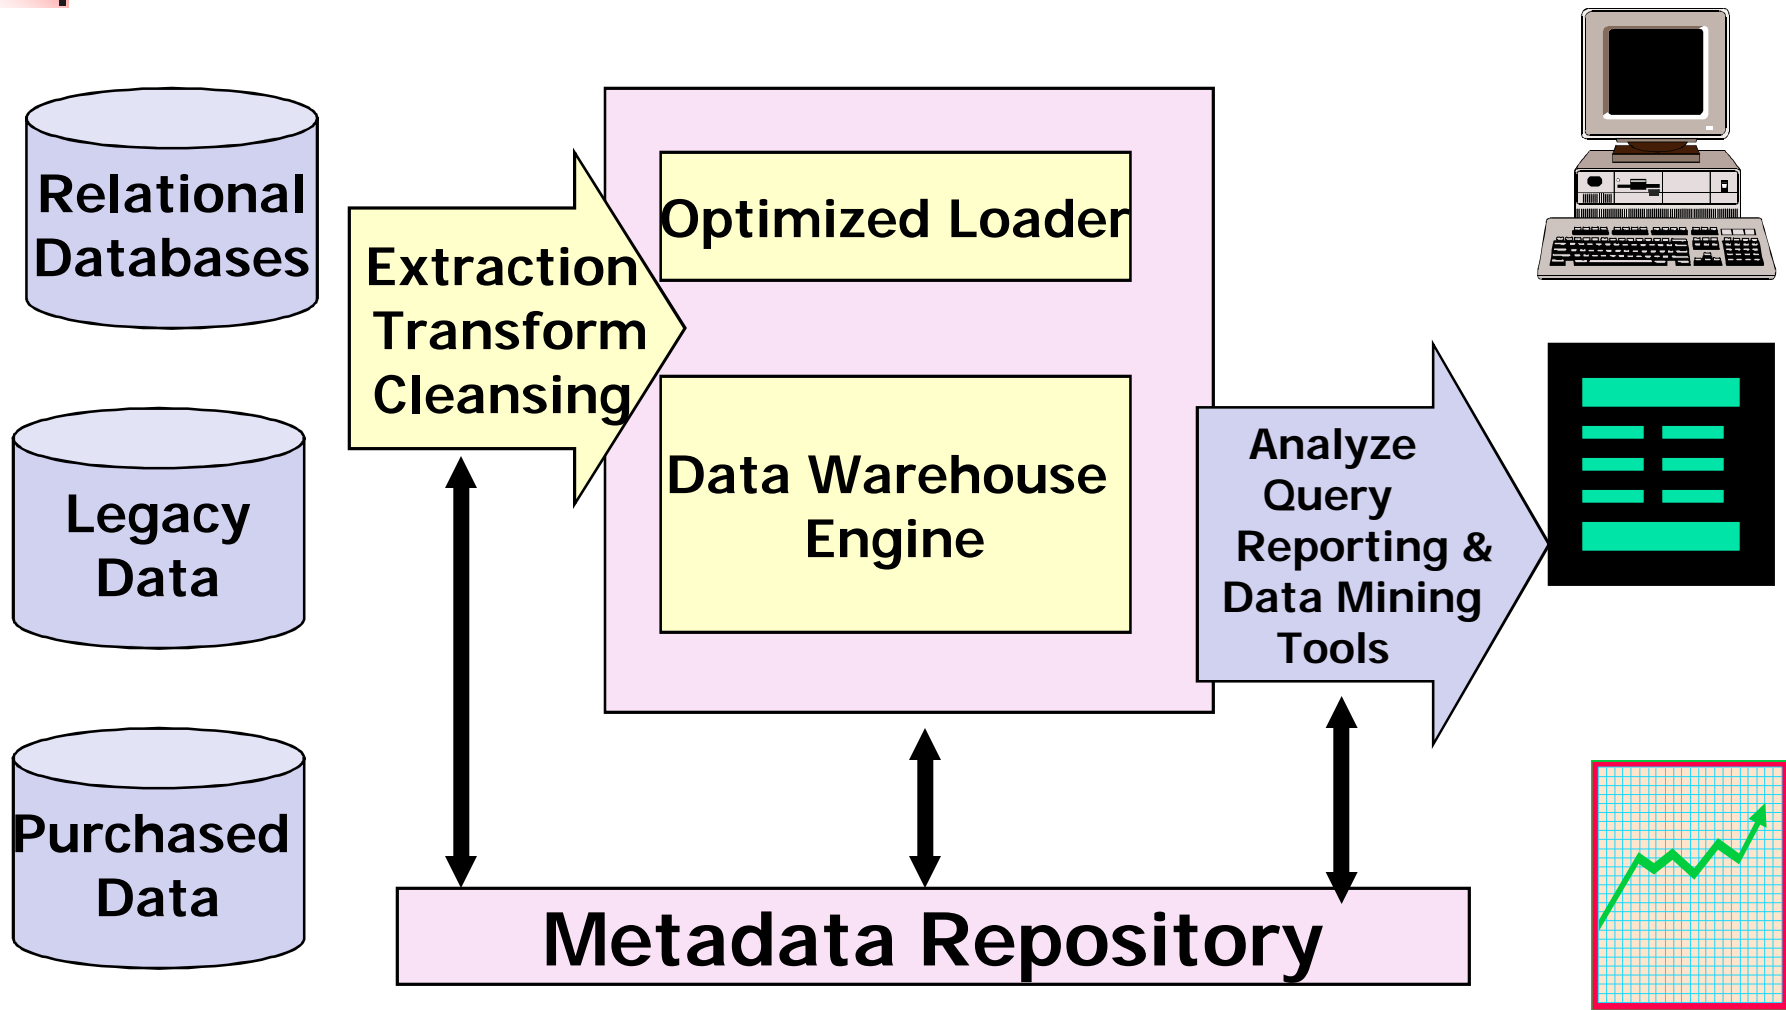 Relational
Databases
Legacy
Data
Purchased
Data
Extraction
Transform
Cleansing
Optimized Loader
Data Warehouse
Engine
Analyze
Query
Reporting &
Data Mining
Tools
Metadata Repository